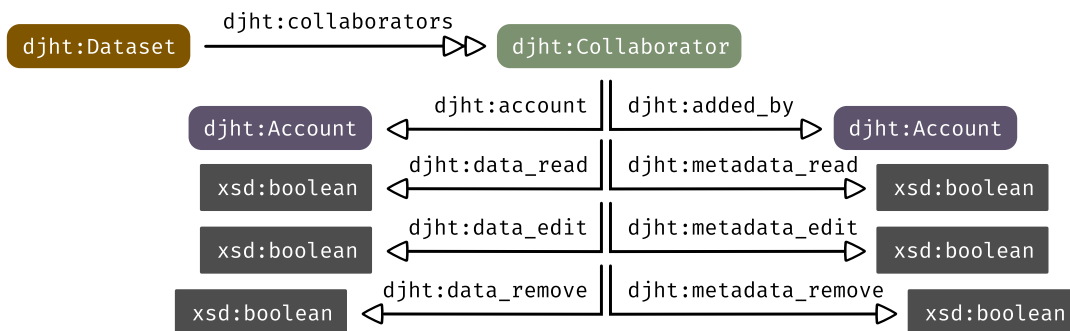 djht:collaborators
djht:Dataset
djht:Collaborator
djht:account
djht:added_by
djht:Account
djht:Account
djht:data_read
djht:metadata_read
xsd:boolean
xsd:boolean
djht:data_edit
djht:metadata_edit
xsd:boolean
xsd:boolean
djht:data_remove
djht:metadata_remove
xsd:boolean
xsd:boolean